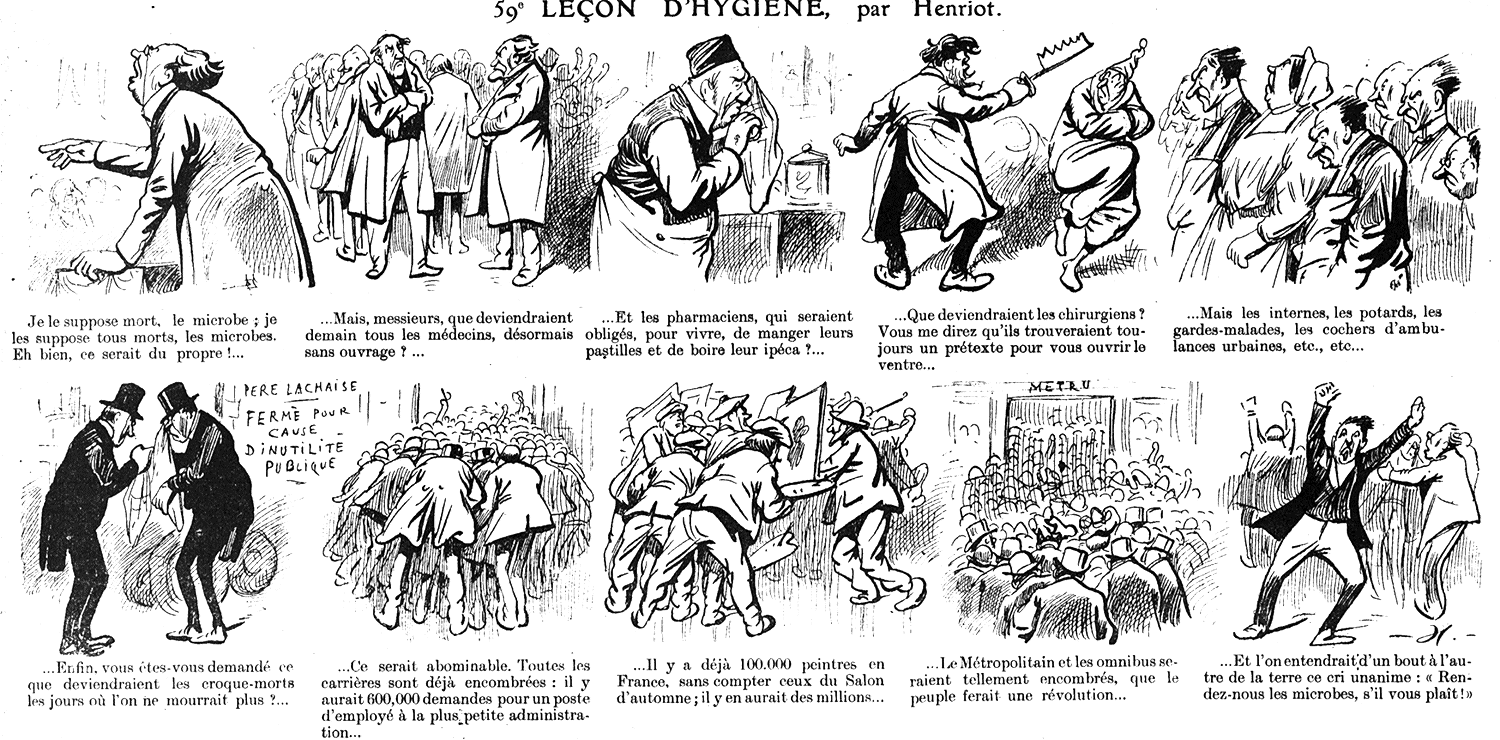 59e LEÇON D'HYGIÈNE, par Henriot.
Je le suppose mort, le microbe ; je
les suppose tous morts, les microbes.
Eh bien, ce serait du propre !...
...Mais, messieurs, que deviendraient
demain tous les médecins, désormais
sans ouvrage ? ...
...Et les pharmaciens, qui seraient
obligés, pour vivre, de manger leurs
pastilles et de boire leur ipéca ?...
...Que deviendraient les chirurgiens ?
Vous me direz qu'ils trouveraient tou-
jours un prétexte pour vous ouvrir le
ventre...
...Mais les internes, les potards, les
gardes-malades, les cochers d'ambu-
lances urbaines, etc., etc...
PERE LACHAISE
FERME POUR
CAUSE
D'INUTILITE
PUBLIQUE
...Enfin, vous êtes-vous demandé ce
que deviendraient les croque-morts
les jours où l'on ne mourrait plus ?...
...Ce serait abominable. Toutes les
carrières sont déjà encombrées : il y
aurait 600,000 demandes pour un poste
d'employé à la plus petite administra-
tion...
...Il y a déjà 100.000 peintres en
France, sans compter ceux du Salon
d'automne ; il y en aurait des millions...
METRU
...Le Métropolitain et les omnibus se-
raient tellement encombrés, que le
peuple ferait une révolution...
...Et l'on entendrait d'un bout à l'au-
tre de la terre ce cri unanime : « Ren-
dez-nous les microbes, s'il vous plaît ! »
H.